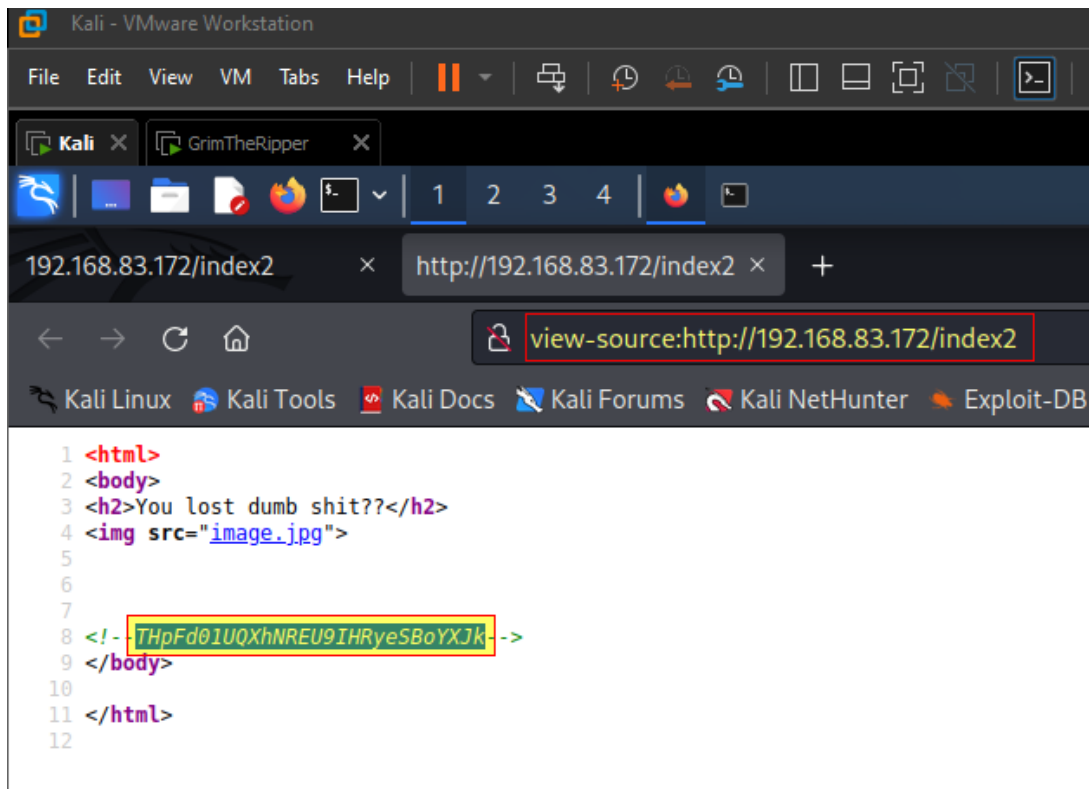 Kali - VMware Workstation
File Edit View VM Tabs Help
Kali GrimTheRipper
1 2 3 4
192.168.83.172/index2 http://192.168.83.172/index2
view-source:http://192.168.83.172/index2
Kali Linux Kali Tools Kali Docs Kali Forums Kali NetHunter Exploit-DB
1 <html>
2 <body>
3 <h2>You lost dumb shit??</h2>
4 <img src="image.jpg">
5
6
7
8 <!--THpFd01UQXhNREU9IHRyeSBoYXJk-->
9 </body>
10
11 </html>
12